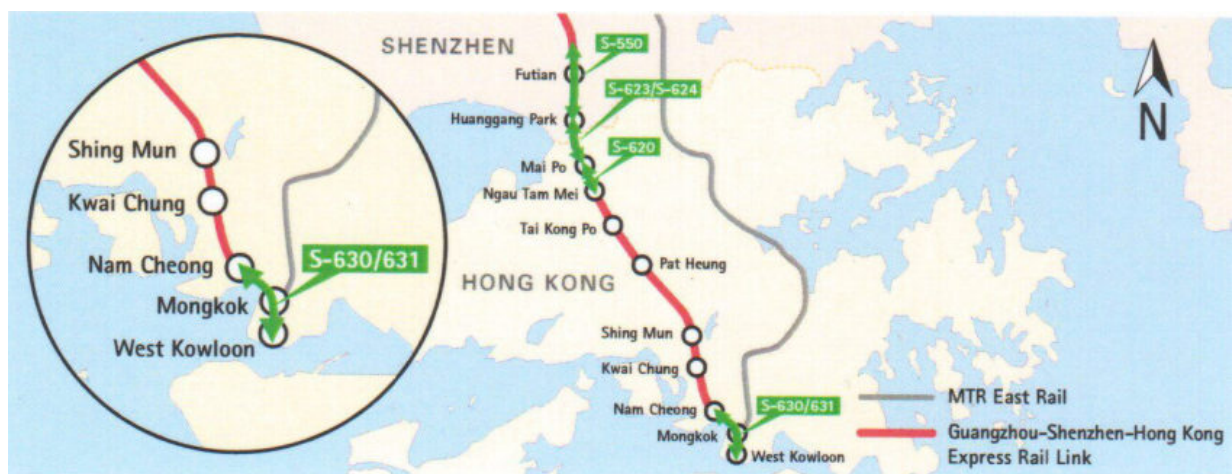 SHENZHEN
S-550
Futian
S-623/S-624
Huanggang Park
S-620
Mai Po
Ngau Tam Mei
Tai Kong Po
Pat Heung
HONG KONG
Shing Mun
Kwai Chung
Nam Cheong
S-630/631
Mongkok
West Kowloon
Shing Mun
Kwai Chung
Nam Cheong
S-630/631
Mongkok
West Kowloon
N
MTR East Rail
Guangzhou-Shenzhen-Hong Kong
Express Rail Link